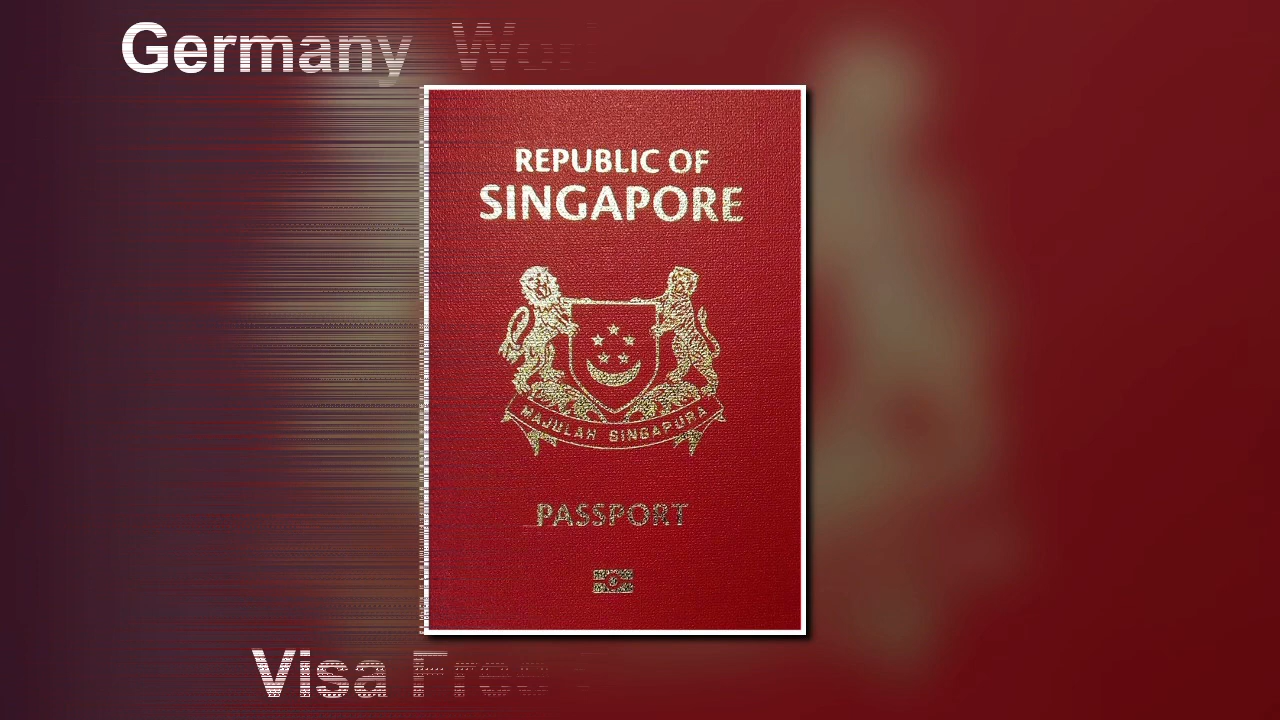 Germany
REPUBLIC OF
SINGAPORE
MAJULAH SINGAPURA
PASSPORT
Visa